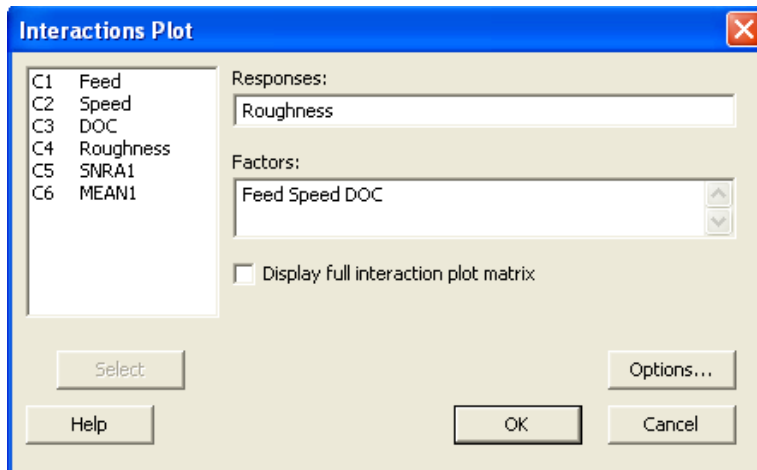 Interactions Plot
C1 Feed
C2 Speed
C3 DOC
C4 Roughness
C5 SNRA1
C6 MEAN1
Responses:
Roughness
Factors:
Feed Speed DOC
Display full interaction plot matrix
Select
Options...
Help
OK
Cancel